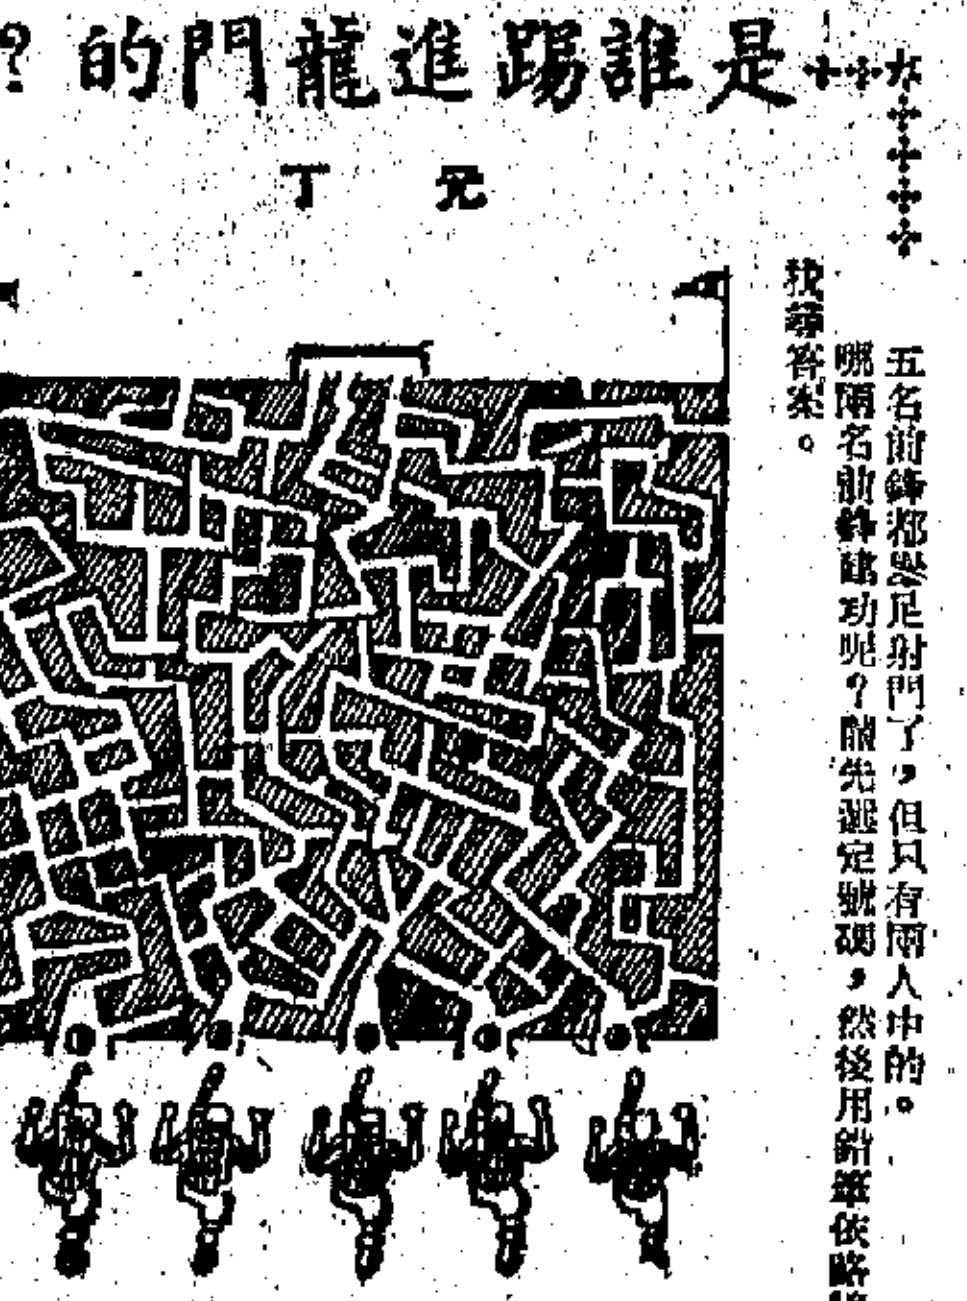 是誰踢進龍門的?
元丁
五名前鋒都舉足射門了,但只有兩人中的。
哪兩名前鋒建功呢?請先選定號碼,然後用鉛筆依路
找尋答案。